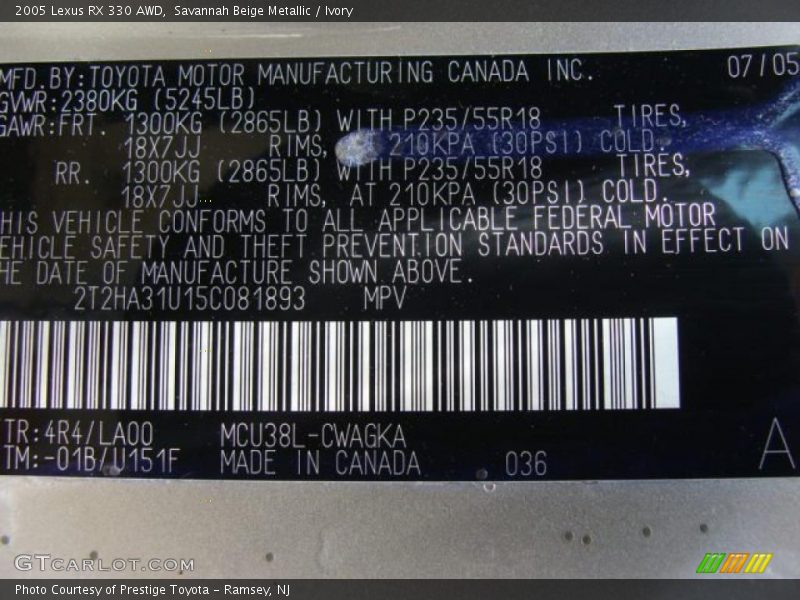 2005 Lexus RX 330 AWD, Savannah Beige Metallic / Ivory
MFD.BY:TOYOTA MOTOR MANUFACTURING CANADA INC. 07/05
GVWR:2380KG (5245LB)
GAWR:FRT. 1300KG (2865LB) WITH P235/55R18 TIRES,
18X7JJ RIMS, 210KPA (30PSI) COLD.
RR. 1300KG (2865LB) WITH P235/55R18 TIRES,
18X7JJ RIMS, AT 210KPA (30PSI) COLD.
HIS VEHICLE CONFORMS TO ALL APPLICABLE FEDERAL MOTOR
EHICLE SAFETY AND THEFT PREVENTION STANDARDS IN EFFECT ON
HE DATE OF MANUFACTURE SHOWN ABOVE.
2T2HA31U15C081893 MPV
TR:4R4/LA00 MCU38L-CWAGKA A
TM:-01B/U151F MADE IN CANADA 036
GTCARLOT.COM
Photo Courtesy of Prestige Toyota - Ramsey, NJ